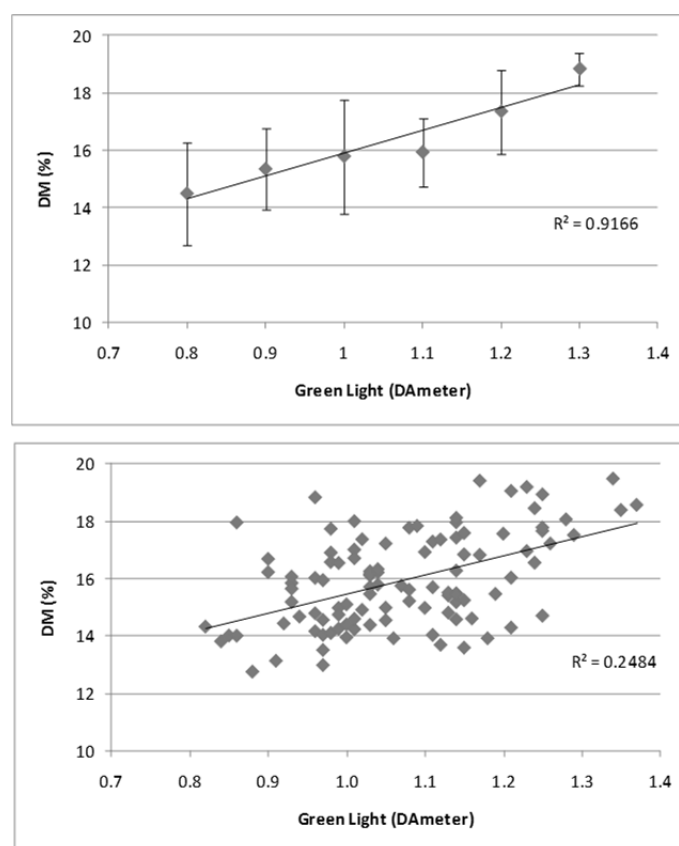 20
18
16
14
12
10
DM (%)
R² = 0.9166
0.7 0.8 0.9 1 1.1 1.2 1.3 1.4
Green Light (DAmeter)
20
18
16
14
12
10
DM (%)
R² = 0.2484
0.7 0.8 0.9 1.0 1.1 1.2 1.3 1.4
Green Light (DAmeter)